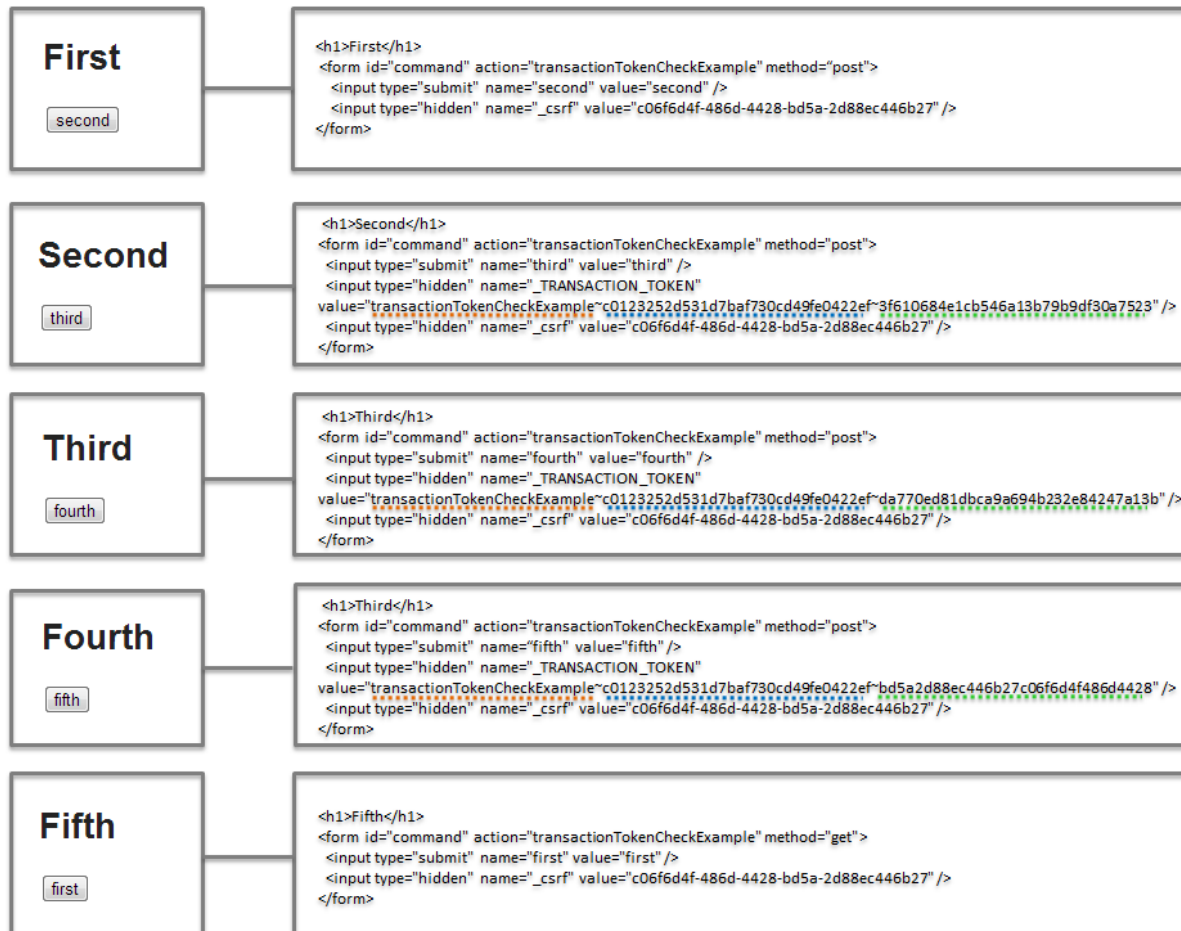 First
second
<h1>First</h1>
<form id="command" action="transactionTokenCheckExample" method=“post">
<input type="submit" name="second" value="second" />
<input type="hidden" name="_csrf" value="c06f6d4f-486d-4428-bd5a-2d88ec446b27" />
</form>
Second
third
<h1>Second</h1>
<form id="command" action="transactionTokenCheckExample" method="post">
<input type="submit" name="third" value="third" />
<input type="hidden" name="_TRANSACTION_TOKEN"
value="transactionTokenCheckExample~c0123252d531d7baf730cd49fe0422ef~3f610684e1cb546a13b79b9df30a7523" />
<input type="hidden" name="_csrf" value="c06f6d4f-486d-4428-bd5a-2d88ec446b27" />
</form>
Third
fourth
<h1>Third</h1>
<form id="command" action="transactionTokenCheckExample" method="post">
<input type="submit" name="fourth" value="fourth" />
<input type="hidden" name="_TRANSACTION_TOKEN"
value="transactionTokenCheckExample~c0123252d531d7baf730cd49fe0422ef~da770ed81dbca9a694b232e84247a13b" />
<input type="hidden" name="_csrf" value="c06f6d4f-486d-4428-bd5a-2d88ec446b27" />
</form>
Fourth
fifth
<h1>Third</h1>
<form id="command" action="transactionTokenCheckExample" method="post">
<input type="submit" name=“fifth" value="fifth" />
<input type="hidden" name="_TRANSACTION_TOKEN"
value="transactionTokenCheckExample~c0123252d531d7baf730cd49fe0422ef~bd5a2d88ec446b27c06f6d4f486d4428" />
<input type="hidden" name="_csrf" value="c06f6d4f-486d-4428-bd5a-2d88ec446b27" />
</form>
Fifth
first
<h1>Fifth</h1>
<form id="command" action="transactionTokenCheckExample" method="get">
<input type="submit" name="first" value="first" />
<input type="hidden" name="_csrf" value="c06f6d4f-486d-4428-bd5a-2d88ec446b27" />
</form>